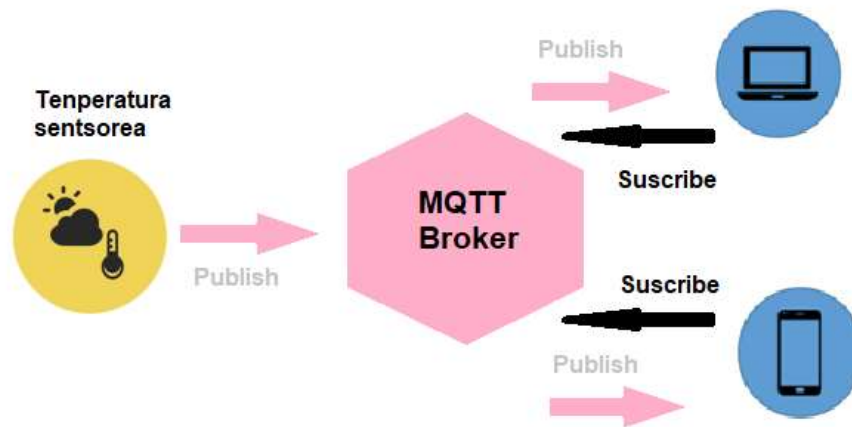 Publish
Tenperatura
sentsorea
Suscribe
MQTT
Broker
Publish
Suscribe
Publish